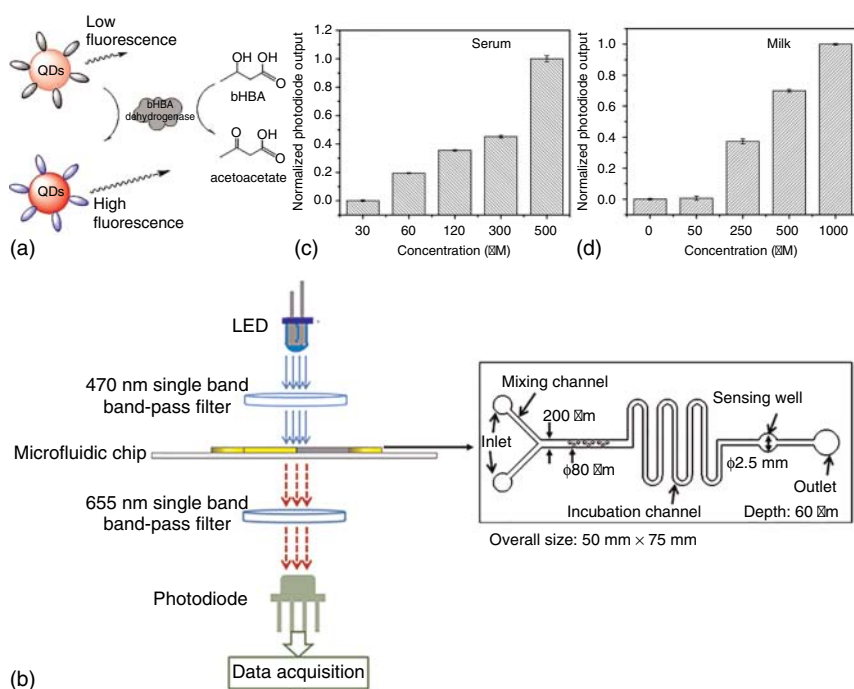 Low
fluorescence
QDs
bHBA
dehydrogenase
OH
O
OH
bHBA
O
O
OH
acetoacetate
QDs
High
fluorescence
(a)
Normalized photodiode output
1.2
1.0
0.8
0.6
0.4
0.2
0.0
Serum
30 60 120 300 500
Concentration (▯M)
(c)
Normalized photodiode output
1.2
1.0
0.8
0.6
0.4
0.2
0.0
Milk
0 50 250 500 1000
Concentration (▯M)
(d)
LED
470 nm single band
band-pass filter
Microfluidic chip
655 nm single band
band-pass filter
Photodiode
Data acquisition
Mixing channel
200 ▯m
Inlet
ϕ80 ▯m
Incubation channel
Sensing well
ϕ2.5 mm
Outlet
Depth: 60 ▯m
Overall size: 50 mm × 75 mm
(b)